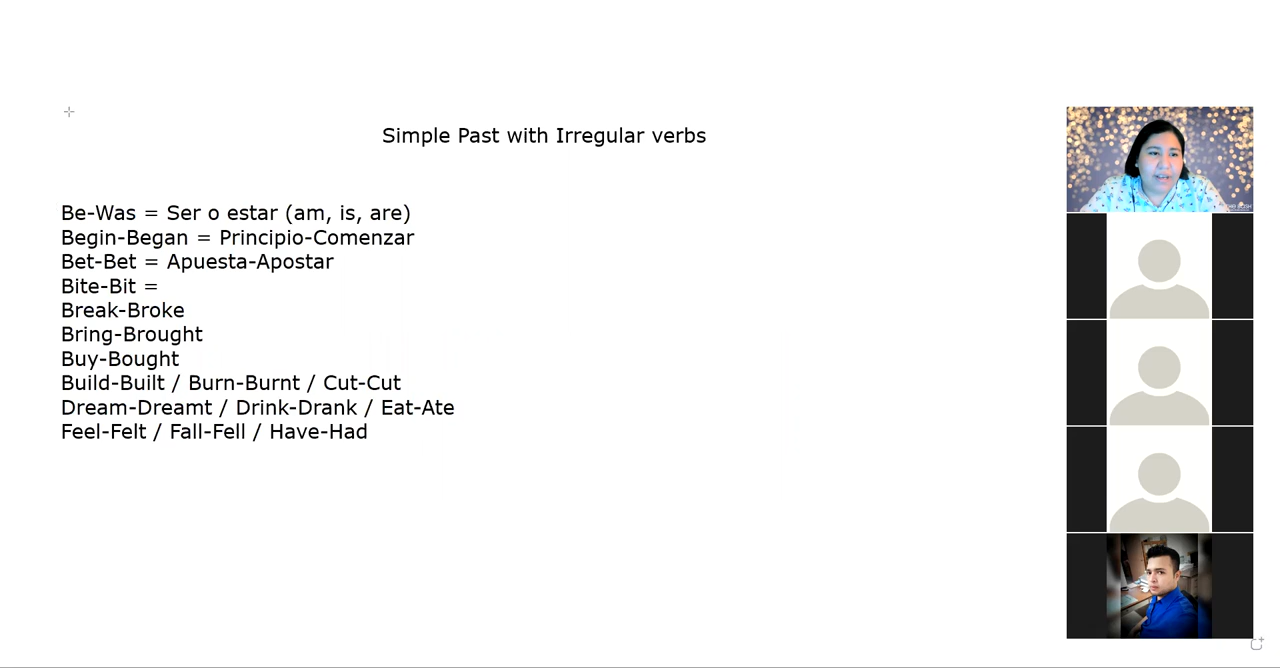 Simple Past with Irregular verbs
Be-Was = Ser o estar (am, is, are)
Begin-Began = Principio-Comenzar
Bet-Bet = Apuesta-Apostar
Bite-Bit =
Break-Broke
Bring-Brought
Buy-Bought
Build-Built / Burn-Burnt / Cut-Cut
Dream-Dreamt / Drink-Drank / Eat-Ate
Feel-Felt / Fall-Fell / Have-Had